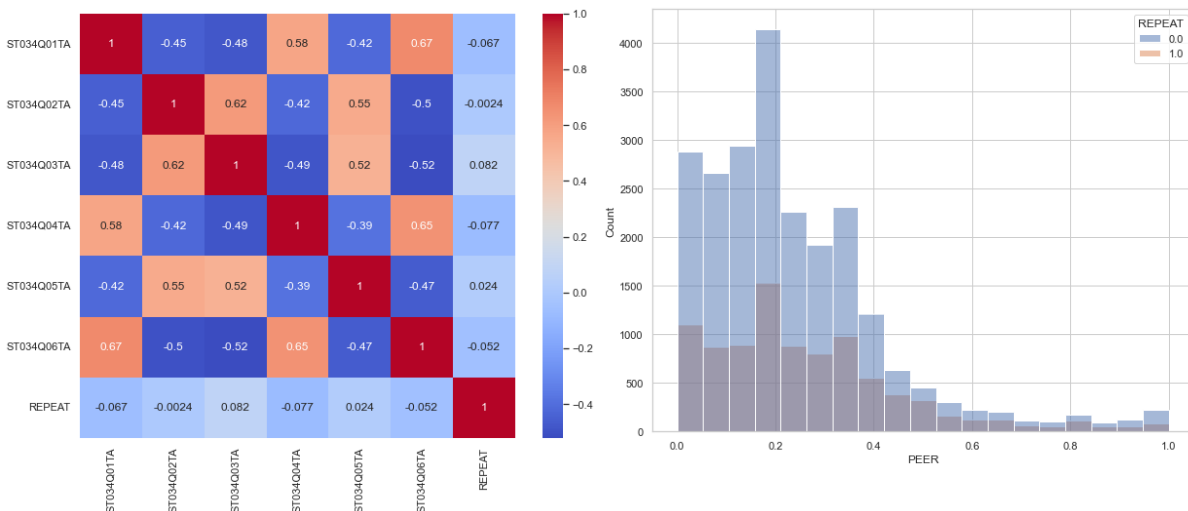 ST034Q01TA 1 -0.45 -0.48 0.58 -0.42 0.67 -0.067
ST034Q02TA -0.45 1 0.62 -0.42 0.55 -0.5 -0.0024
ST034Q03TA -0.48 0.62 1 -0.49 0.52 -0.52 0.082
ST034Q04TA 0.58 -0.42 -0.49 1 -0.39 0.65 -0.077
ST034Q05TA -0.42 0.55 0.52 -0.39 1 -0.47 0.024
ST034Q06TA 0.67 -0.5 -0.52 0.65 -0.47 1 -0.052
REPEAT -0.067 -0.0024 0.082 -0.077 0.024 -0.052 1
ST034Q01TA
ST034Q02TA
ST034Q03TA
ST034Q04TA
ST034Q05TA
ST034Q06TA
REPEAT
1.0
0.8
0.6
0.4
0.2
0.0
-0.2
-0.4
Count
4000
3500
3000
2500
2000
1500
1000
500
0
REPEAT
0.0
1.0
0.0 0.2 0.4 0.6 0.8 1.0
PEER